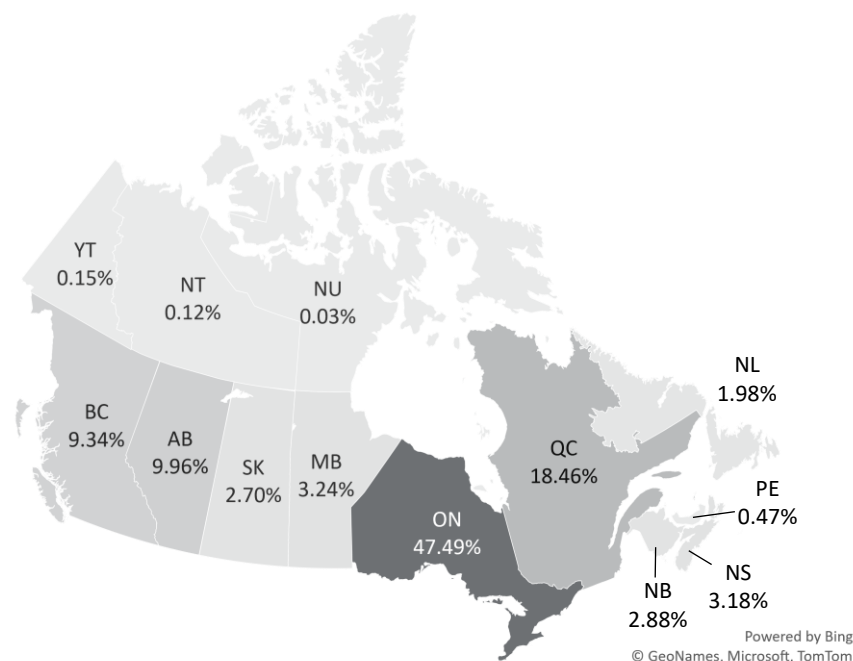 YT
0.15%
NT
0.12%
NU
0.03%
NL
1.98%
BC
9.34%
AB
9.96%
SK
2.70%
MB
3.24%
QC
18.46%
PE
0.47%
ON
47.49%
NS
3.18%
NB
2.88%
Powered by Bing
© GeoNames, Microsoft, TomTom